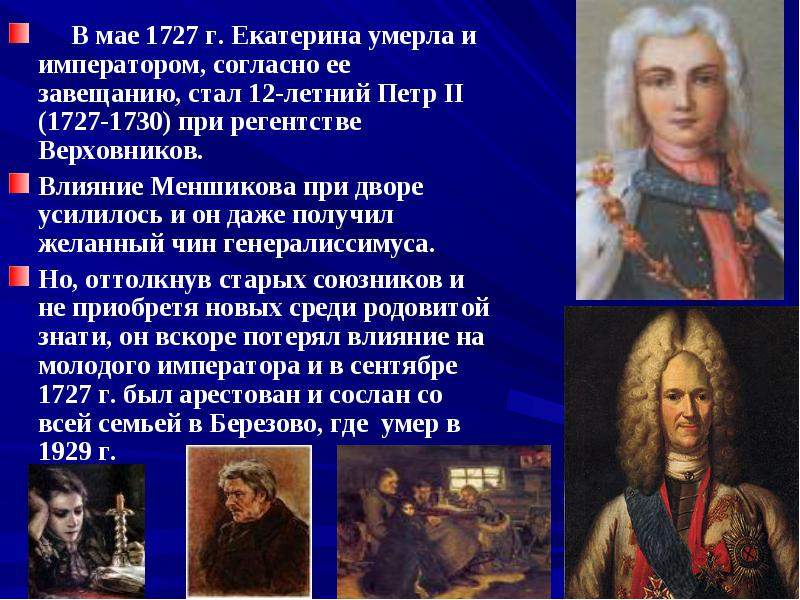 В мае 1727 г. Екатерина умерла и
императором, согласно ее
завещанию, стал 12-летний Петр II
(1727-1730) при регентстве
Верховников.
Влияние Меншикова при дворе
усилилось и он даже получил
желанный чин генералиссимуса.
Но, оттолкнув старых союзников и
не приобретя новых среди родовитой
знати, он вскоре потерял влияние на
молодого императора и в сентябре
1727 г. был арестован и сослан со
всей семьей в Березово, где умер в
1929 г.